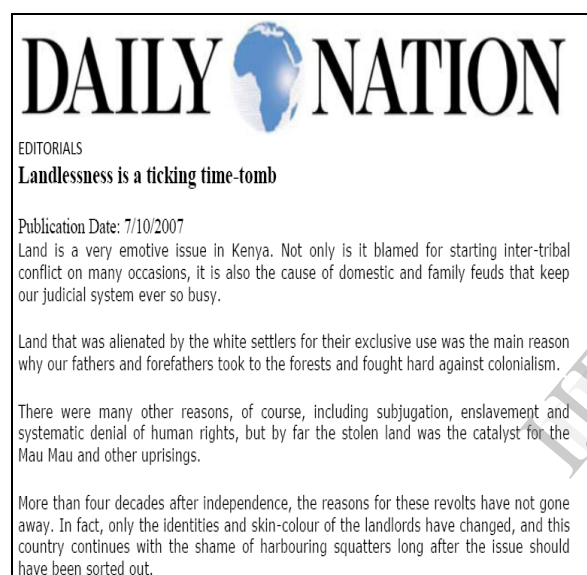 DAILY NATION
EDITORIALS
Landlessness is a ticking time-tomb
Publication Date: 7/10/2007
Land is a very emotive issue in Kenya. Not only is it blamed for starting inter-tribal
conflict on many occasions, it is also the cause of domestic and family feuds that keep
our judicial system ever so busy.
Land that was alienated by the white settlers for their exclusive use was the main reason
why our fathers and forefathers took to the forests and fought hard against colonialism.
There were many other reasons, of course, including subjugation, enslavement and
systematic denial of human rights, but by far the stolen land was the catalyst for the
Mau Mau and other uprisings.
More than four decades after independence, the reasons for these revolts have not gone
away. In fact, only the identities and skin-colour of the landlords have changed, and this
country continues with the shame of harbouring squatters long after the issue should
have been sorted out.